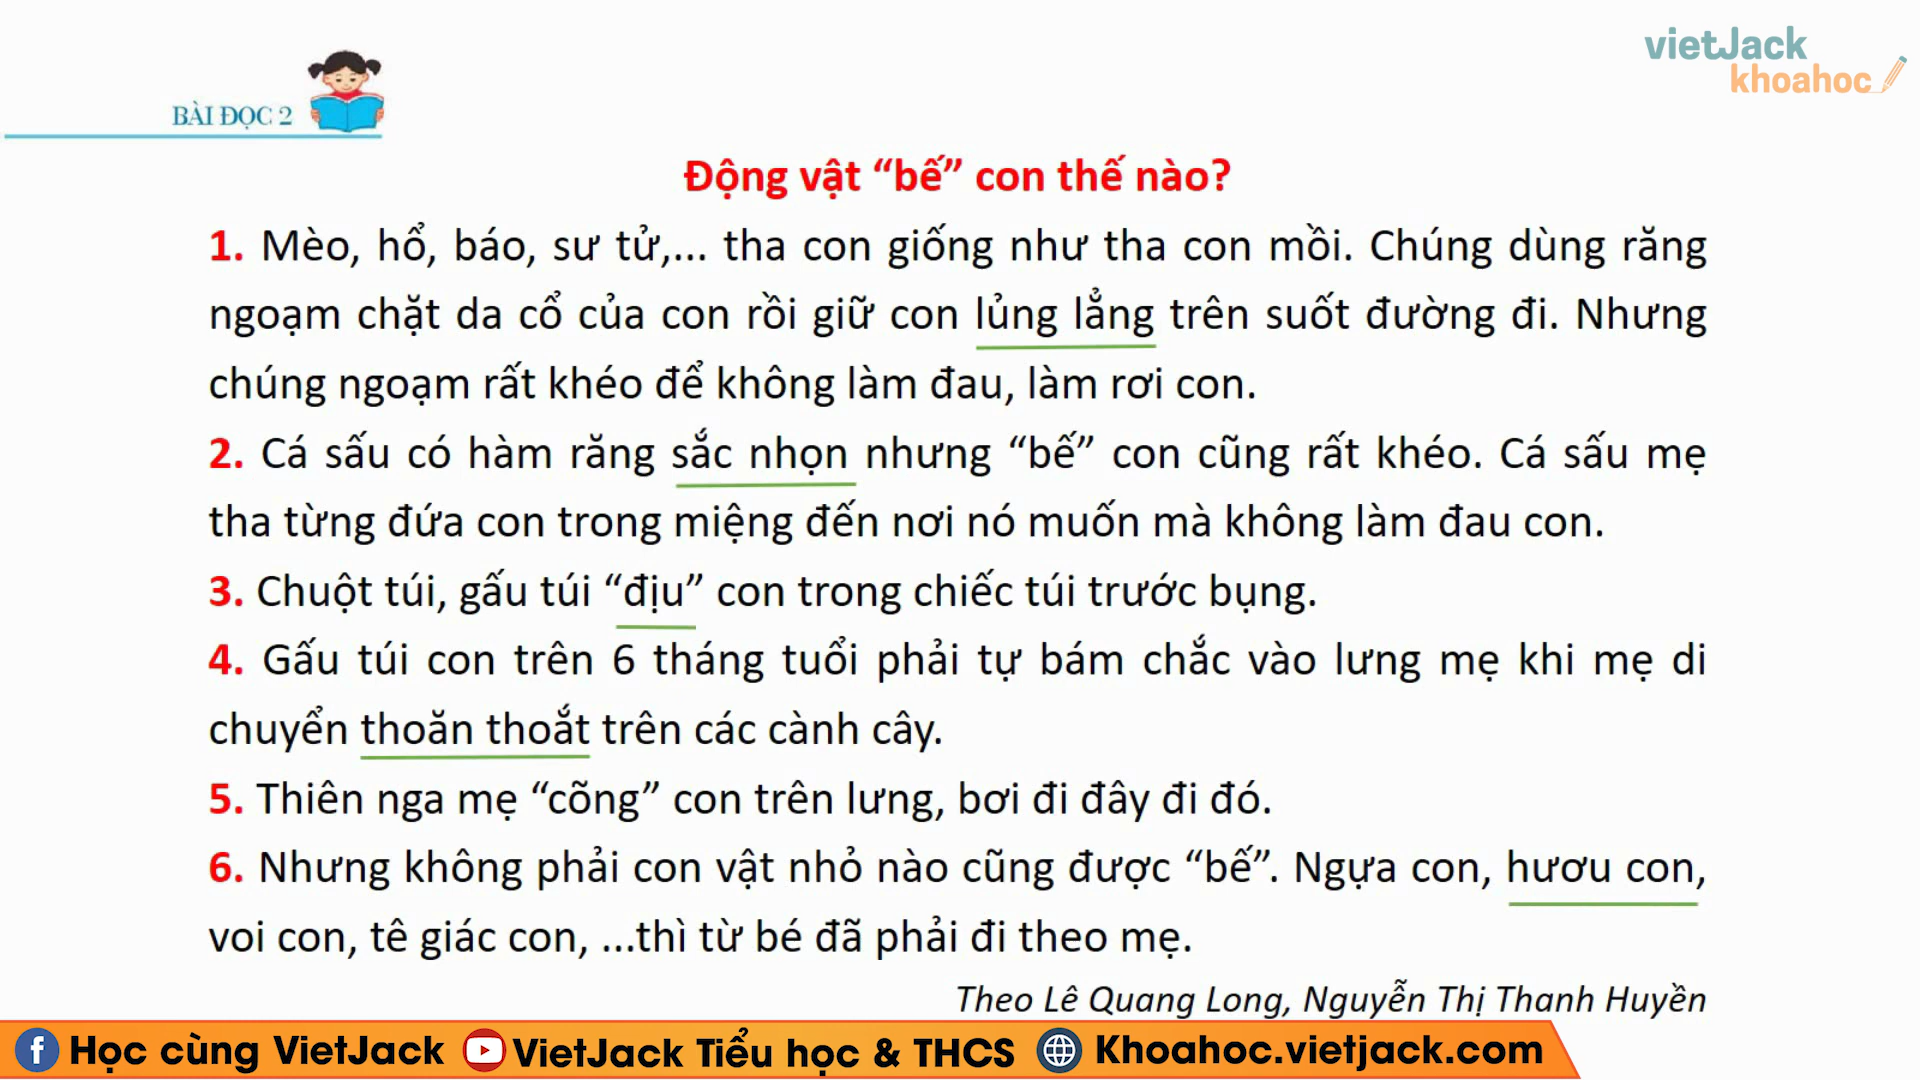 vietJack
khoahoc
BÀI ĐỌC 2
Động vật “bế” con thế nào?
1. Mèo, hổ, báo, sư tử,... tha con giống như tha con mồi. Chúng dùng răng
ngoạm chặt da cổ của con rồi giữ con lủng lẳng trên suốt đường đi. Nhưng
chúng ngoạm rất khéo để không làm đau, làm rơi con.
2. Cá sấu có hàm răng sắc nhọn nhưng “bế” con cũng rất khéo. Cá sấu mẹ
tha từng đứa con trong miệng đến nơi nó muốn mà không làm đau con.
3. Chuột túi, gấu túi “địu” con trong chiếc túi trước bụng.
4. Gấu túi con trên 6 tháng tuổi phải tự bám chắc vào lưng mẹ khi mẹ di
chuyển thoăn thoắt trên các cành cây.
5. Thiên nga mẹ “cõng” con trên lưng, bơi đi đây đi đó.
6. Nhưng không phải con vật nhỏ nào cũng được “bế”. Ngựa con, hươu con,
voi con, tê giác con, ...thì từ bé đã phải đi theo mẹ.
Theo Lê Quang Long, Nguyễn Thị Thanh Huyền
Học cùng VietJack VietJack Tiểu học & THCS Khoahoc.vietjack.com